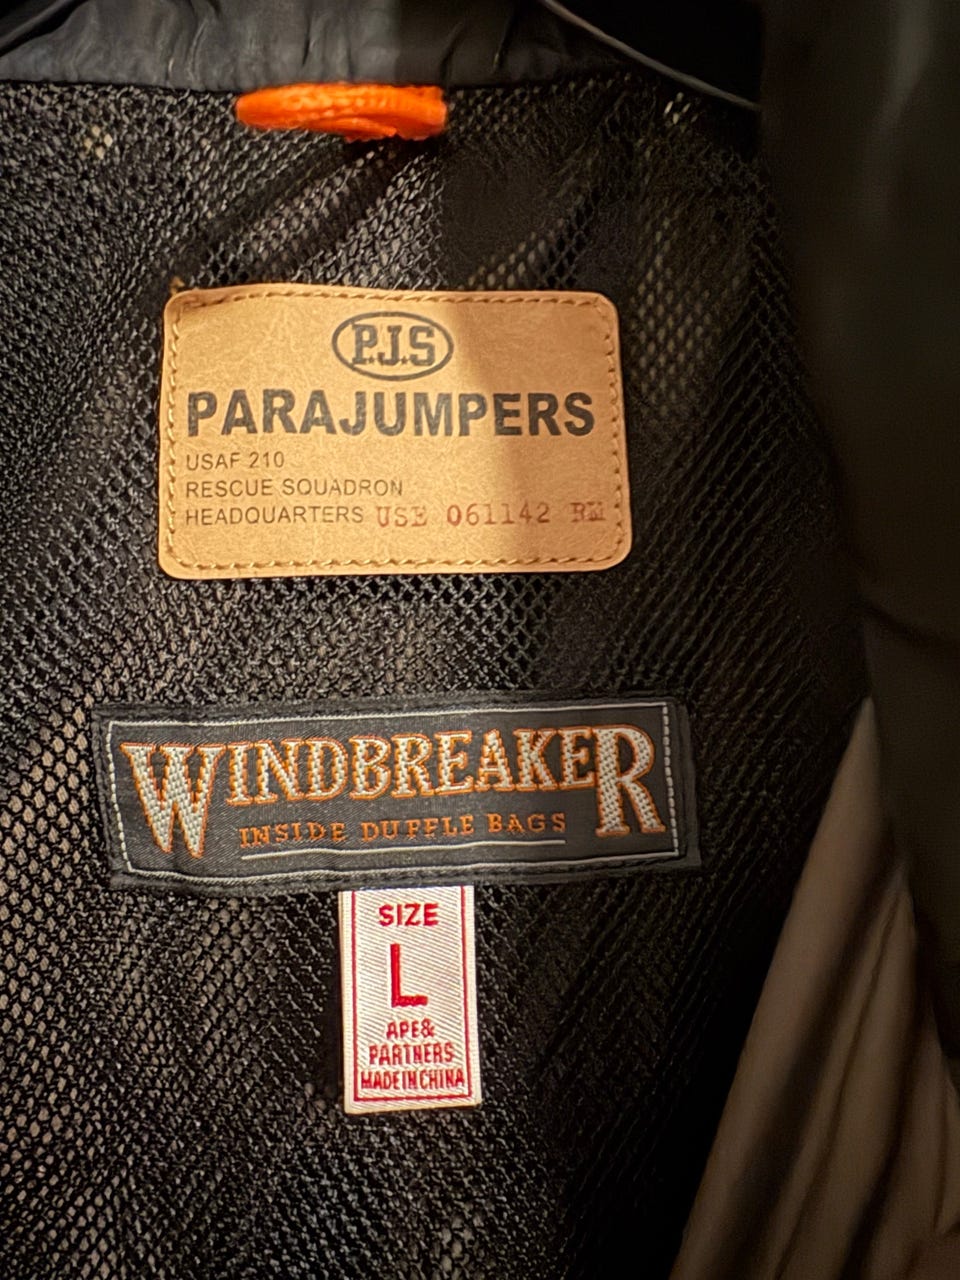 P.J.S
PARAJUMPERS
USAF 210
RESCUE SQUADRON
HEADQUARTERS USE 061142 RM
WINDBREAKER
INSIDE DUFFLE BAGS
SIZE
L
APE&
PARTNERS
MADE IN CHINA